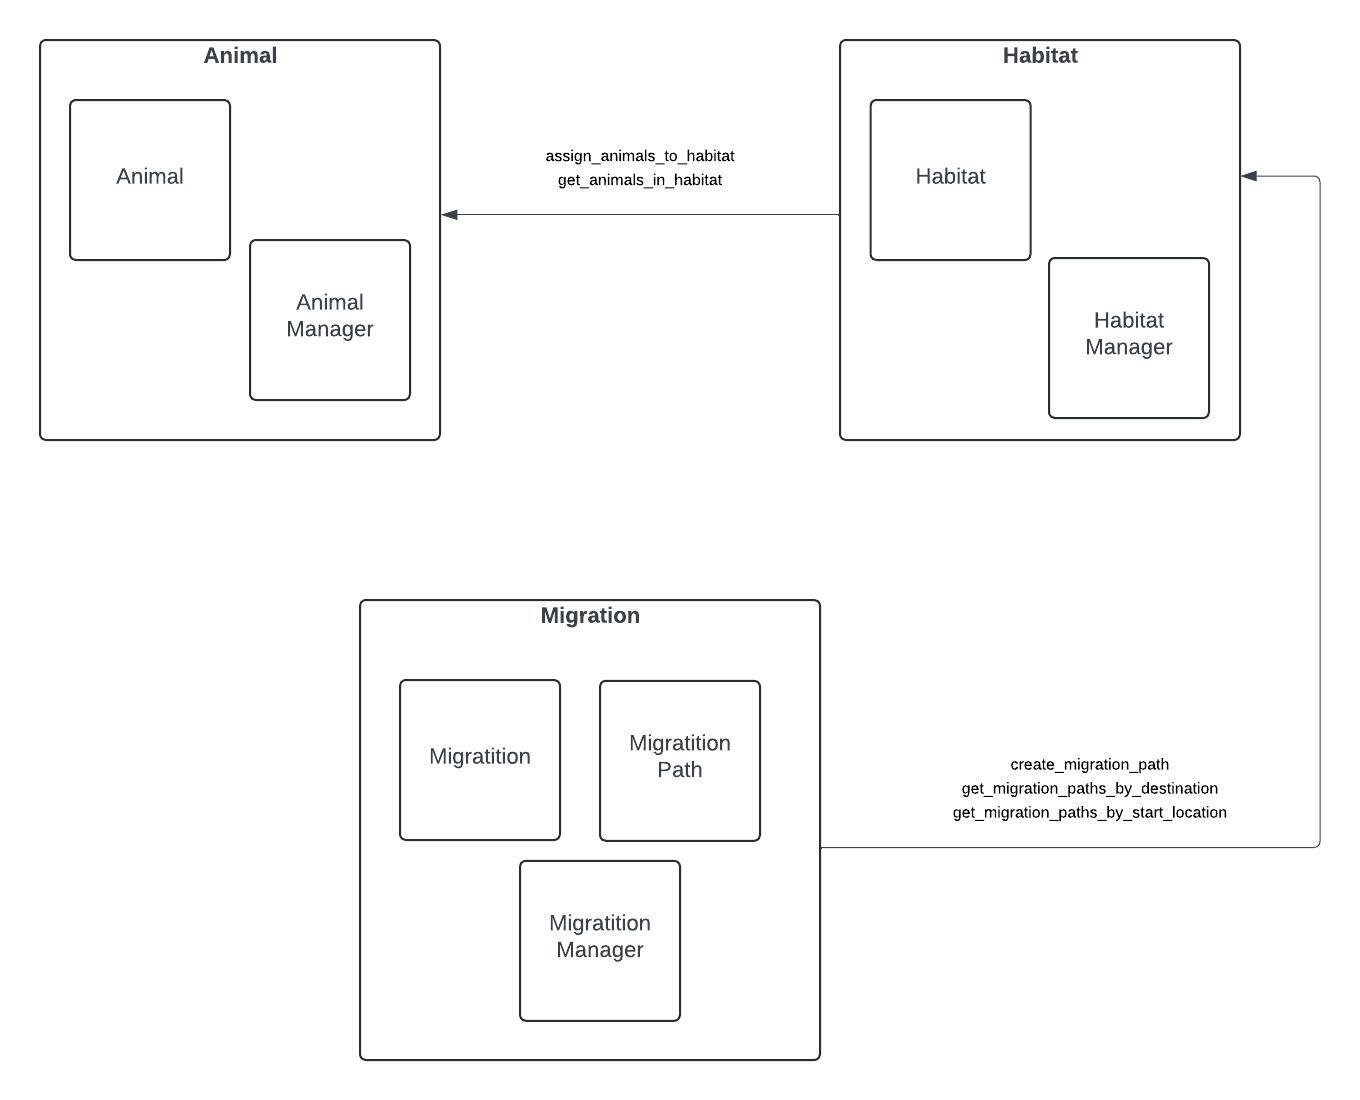 Animal
Animal
Animal
Manager
assign_animals_to_habitat
get_animals_in_habitat
Habitat
Habitat
Habitat
Manager
Migration
Migratition
Migratition
Path
Migratition
Manager
create_migration_path
get_migration_paths_by_destination
get_migration_paths_by_start_location